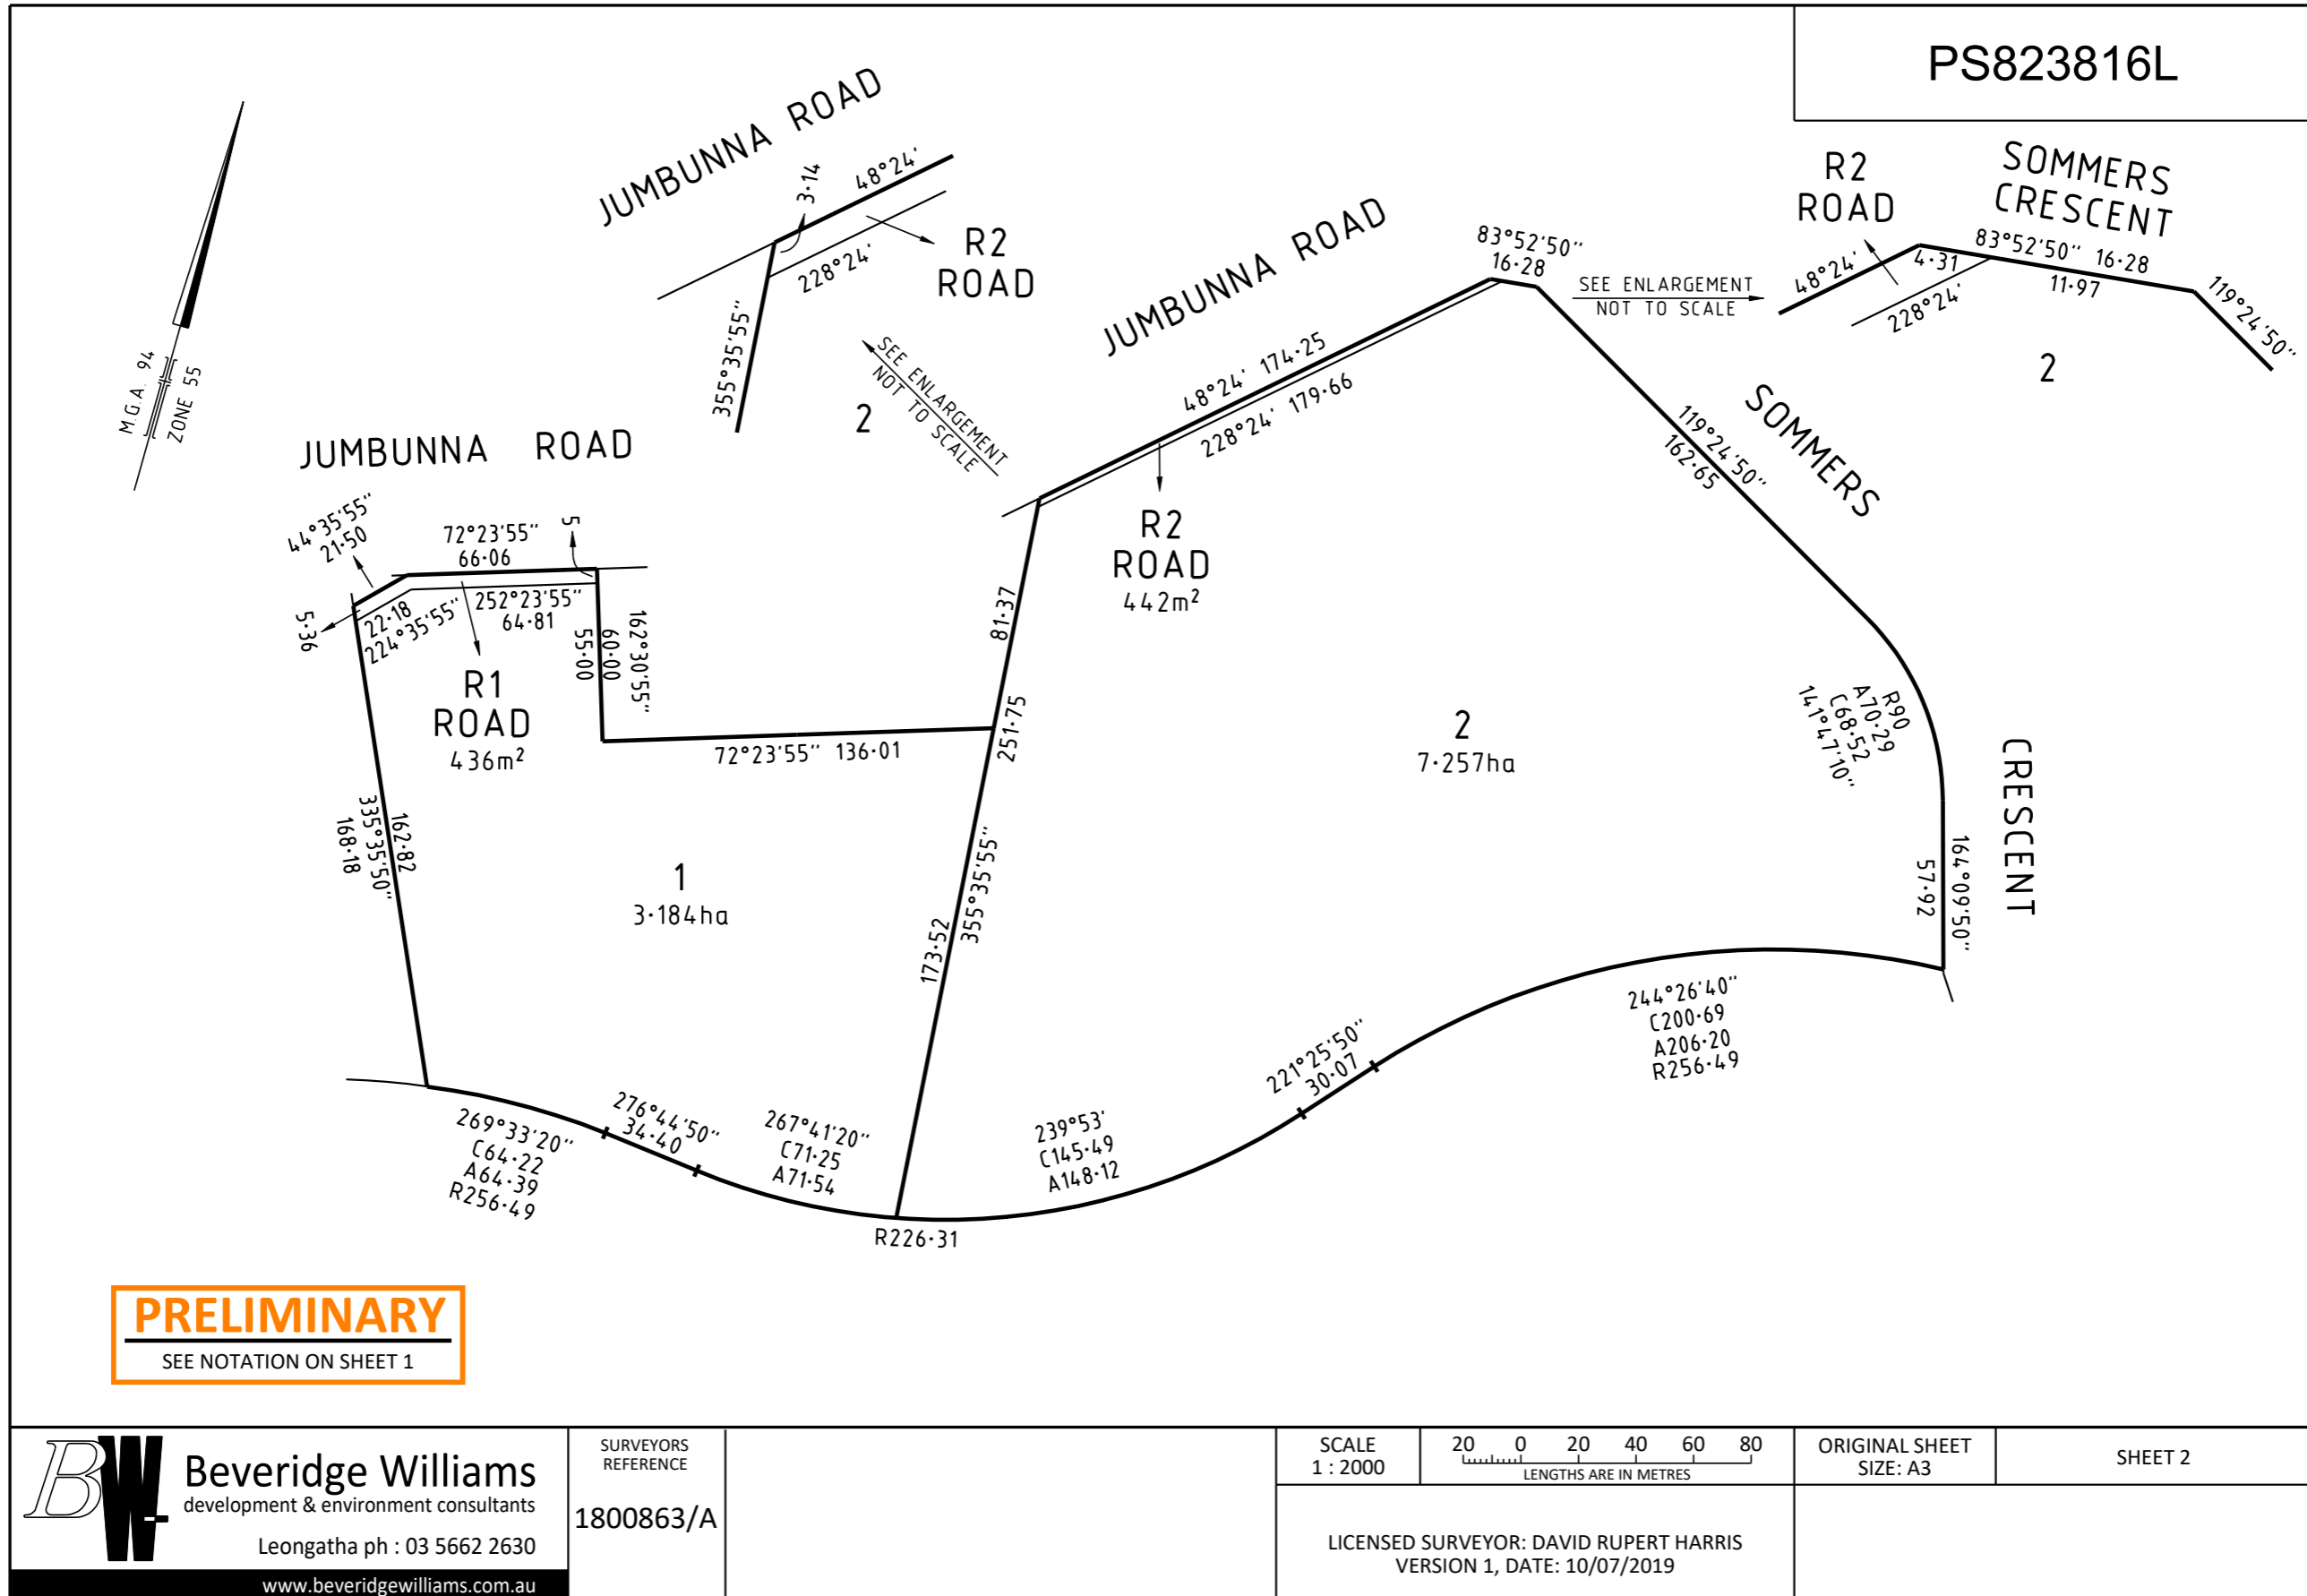 PS823816L
JUMBUNNA ROAD
3·14
48°24'
R2
ROAD
228°24'
355°35'55"
2
SEE ENLARGEMENT
NOT TO SCALE
M.G.A. 94
ZONE 55
JUMBUNNA ROAD
83°52'50"
16·28
SEE ENLARGEMENT
NOT TO SCALE
R2
ROAD
SOMMERS
CRESCENT
48°24'
4·31
83°52'50" 16·28
11·97
228°24'
119°24'50"
2
JUMBUNNA ROAD
44°35'55"
21·50
72°23'55"
66·06
5
5·36
22·18
224°35'55"
252°23'55"
64·81
R1
ROAD
436m²
162°30'55"
60·00
55·00
72°23'55" 136·01
48°24' 174·25
228°24' 179·66
R2
ROAD
442m²
119°24'50"
162·65
SOMMERS
CRESCENT
81·37
251·75
173·52
355°35'55"
2
7·257ha
R90
A70·29
C68·52
141°47'10"
164°09'50"
57·92
162·82
335°35'50"
168·18
1
3·184ha
269°33'20"
C64·22
A64·39
R256·49
276°44'50"
34·40
267°41'20"
C71·25
A71·54
R226·31
239°53'
C145·49
A148·12
221°25'50"
30·07
244°26'40"
C200·69
A206·20
R256·49
PRELIMINARY
SEE NOTATION ON SHEET 1
BW
Beveridge Williams
development & environment consultants
Leongatha ph : 03 5662 2630
www.beveridgewilliams.com.au
SURVEYORS
REFERENCE
1800863/A
SCALE
1 : 2000
20 0 20 40 60 80
LENGTHS ARE IN METRES
ORIGINAL SHEET
SIZE: A3
SHEET 2
LICENSED SURVEYOR: DAVID RUPERT HARRIS
VERSION 1, DATE: 10/07/2019